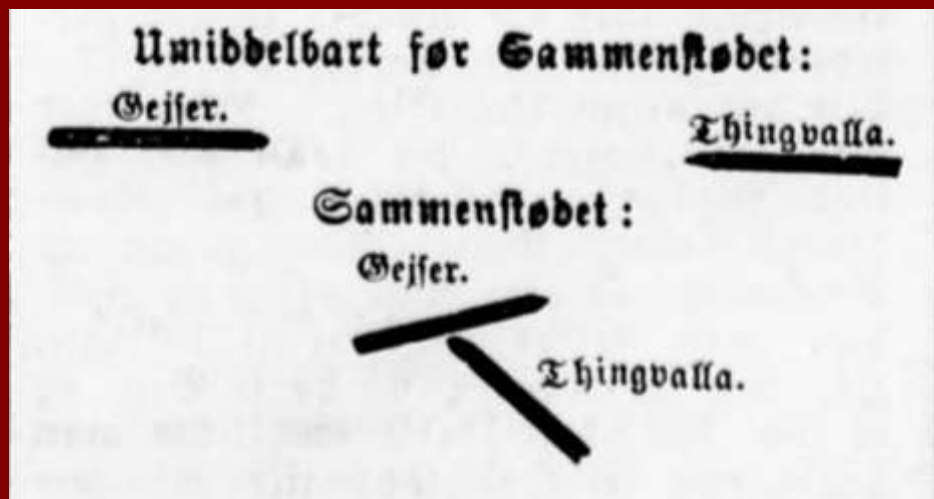 Umiddelbart før Sammenstødet:
Gejser.
Thingvalla.
Sammenstødet:
Gejser.
Thingvalla.